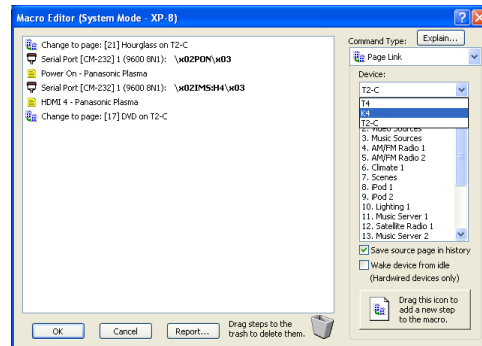 Macro Editor (System Mode - XP-8)
Change to page: [21] Hourglass on T2-C
Serial Port [CM-232] 1 (9600 8N1): \x02PON\x03
Power On - Panasonic Plasma
Serial Port [CM-232] 1 (9600 8N1): \x02IMS:H4\x03
HDMI 4 - Panasonic Plasma
Change to page: [17] DVD on T2-C
Command Type:
Explain...
Page Link
Device:
T2-C
T4
K4
T2-C
2. Video Sources
3. Music Sources
4. AM/FM Radio 1
5. AM/FM Radio 2
6. Climate 1
7. Scenes
8. iPod 1
9. iPod 2
10. Lighting 1
11. Music Server 1
12. Satellite Radio 1
13. Music Server 2
Save source page in history
Wake device from idle
(Hardwired devices only)
Drag this icon to
add a new step
to the macro.
OK
Cancel
Report...
Drag steps to the
trash to delete them.